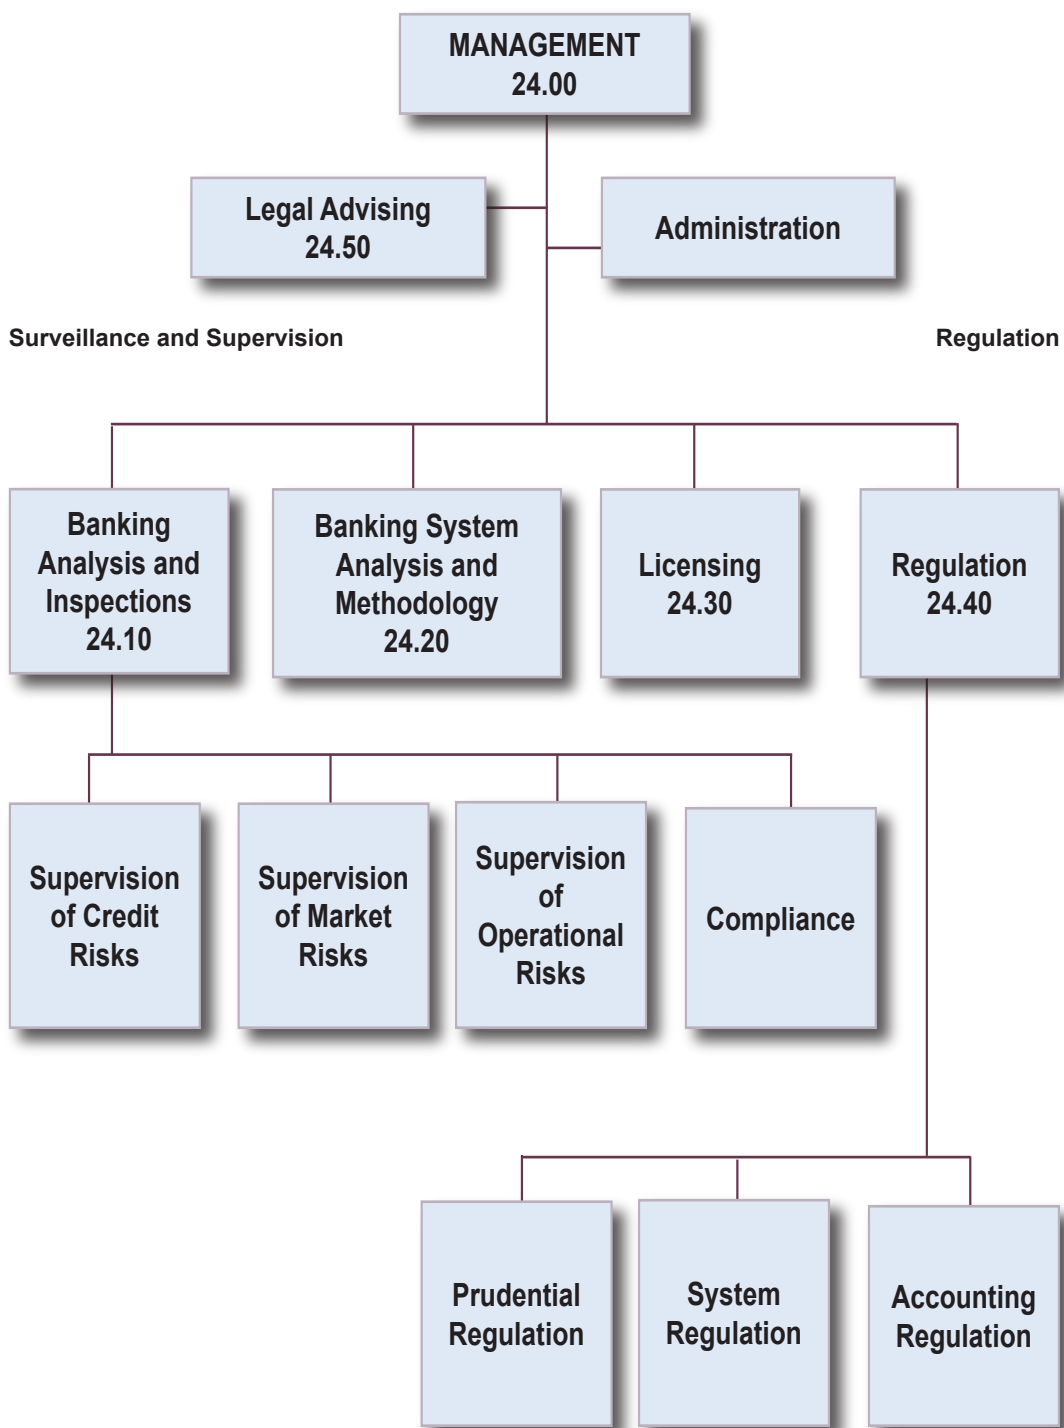 MANAGEMENT
24.00
Legal Advising
24.50
Administration
Surveillance and Supervision
Regulation
Banking
Analysis and
Inspections
24.10
Banking System
Analysis and
Methodology
24.20
Licensing
24.30
Regulation
24.40
Supervision
of Credit
Risks
Supervision
of Market
Risks
Supervision
of
Operational
Risks
Compliance
Prudential
Regulation
System
Regulation
Accounting
Regulation